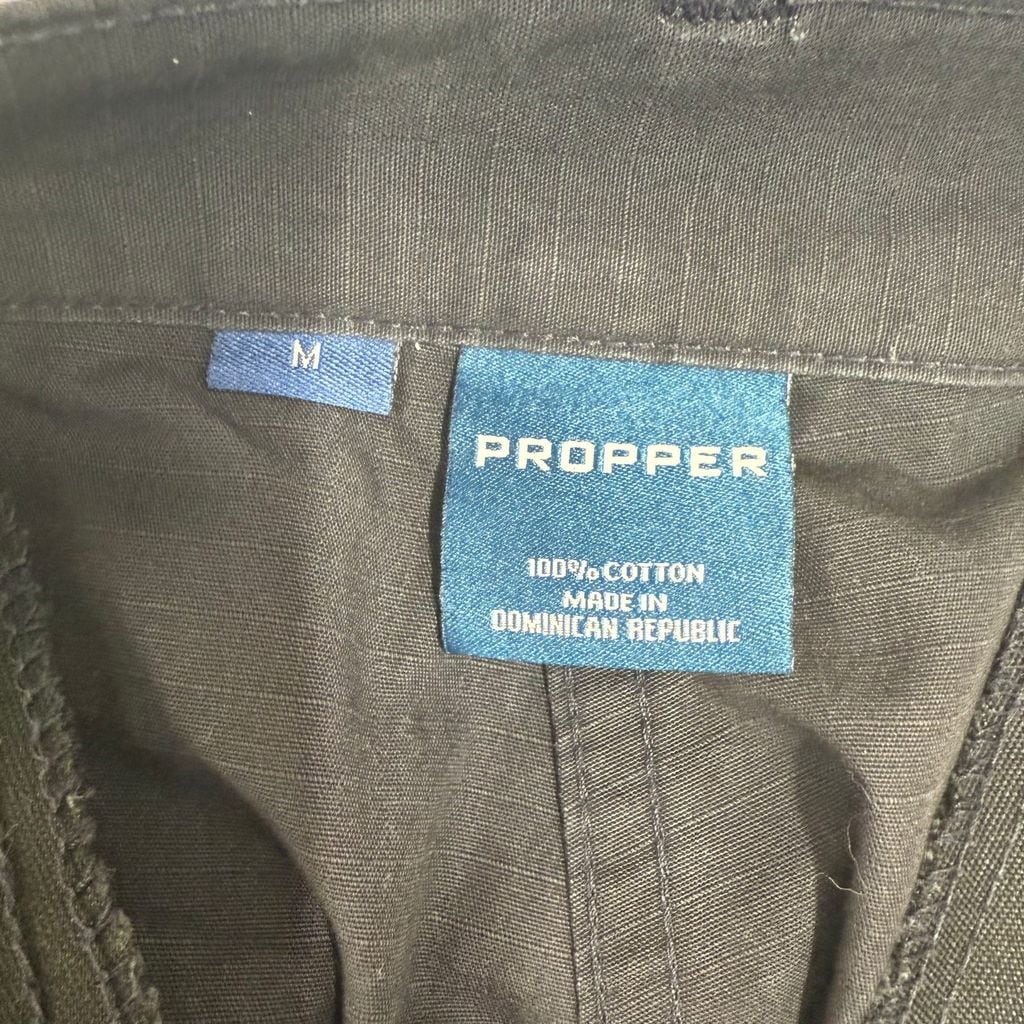 M
PROPPER
100% COTTON
MADE IN
DOMINICAN REPUBLIC